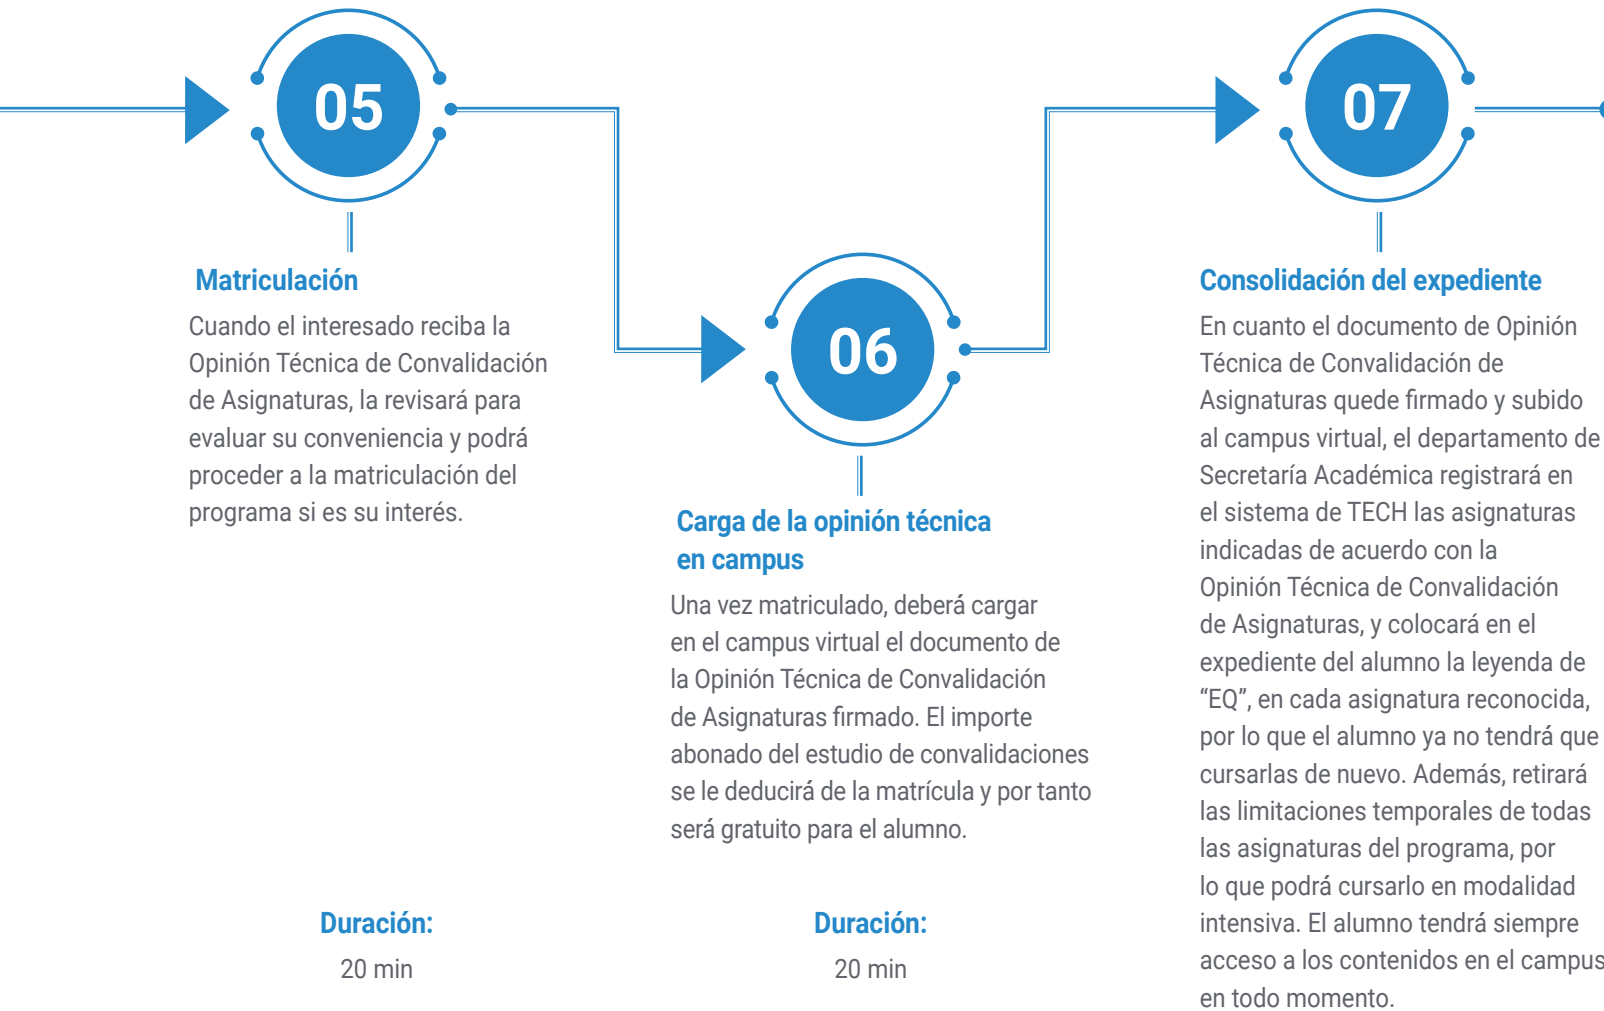 05
Matriculación
Cuando el interesado reciba la
Opinión Técnica de Convalidación
de Asignaturas, la revisará para
evaluar su conveniencia y podrá
proceder a la matriculación del
programa si es su interés.
Duración:
20 min
06
Carga de la opinión técnica
en campus
Una vez matriculado, deberá cargar
en el campus virtual el documento de
la Opinión Técnica de Convalidación
de Asignaturas firmado. El importe
abonado del estudio de convalidaciones
se le deducirá de la matrícula y por tanto
será gratuito para el alumno.
Duración:
20 min
07
Consolidación del expediente
En cuanto el documento de Opinión
Técnica de Convalidación de
Asignaturas quede firmado y subido
al campus virtual, el departamento de
Secretaría Académica registrará en
el sistema de TECH las asignaturas
indicadas de acuerdo con la
Opinión Técnica de Convalidación
de Asignaturas, y colocará en el
expediente del alumno la leyenda de
“EQ”, en cada asignatura reconocida,
por lo que el alumno ya no tendrá que
cursarlas de nuevo. Además, retirará
las limitaciones temporales de todas
las asignaturas del programa, por
lo que podrá cursarlo en modalidad
intensiva. El alumno tendrá siempre
acceso a los contenidos en el campus
en todo momento.